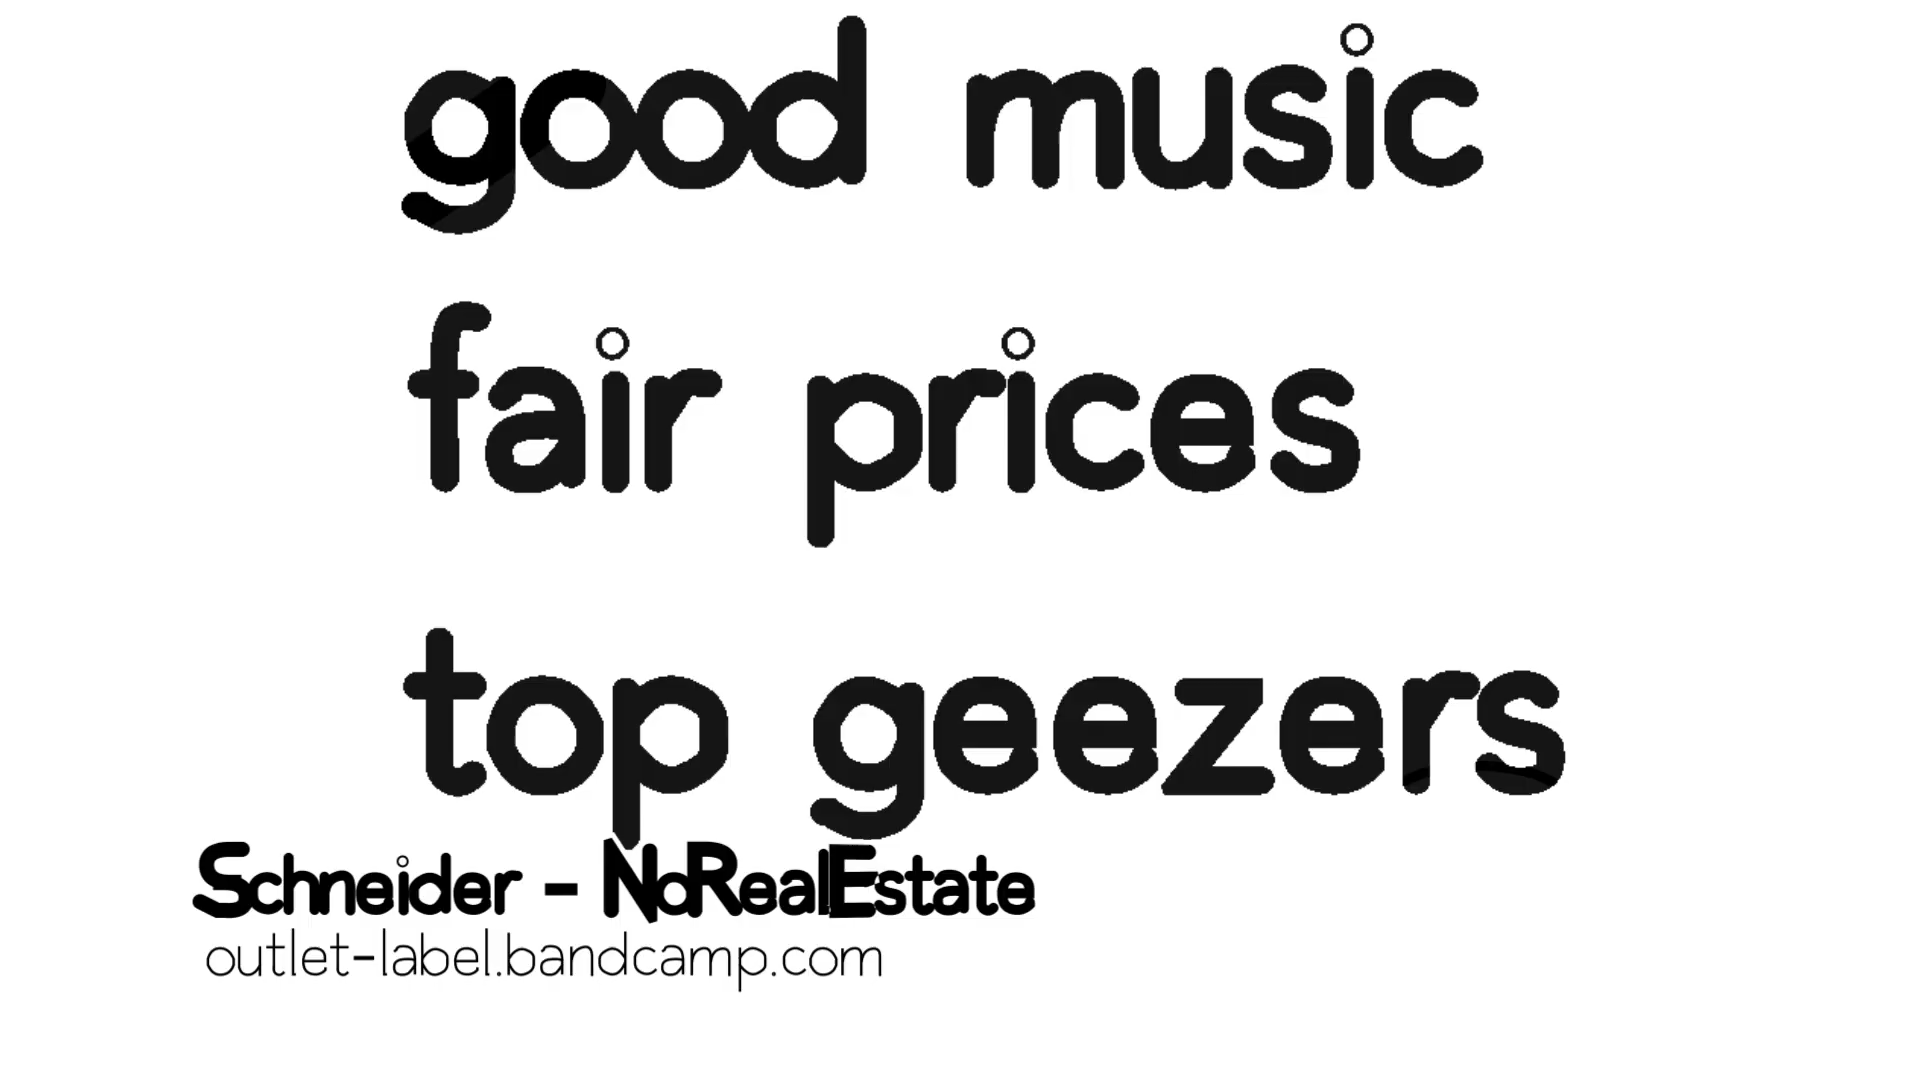 good music
fair prices
top geezers
Schneider - NoRealEstate
outlet-label.bandcamp.com